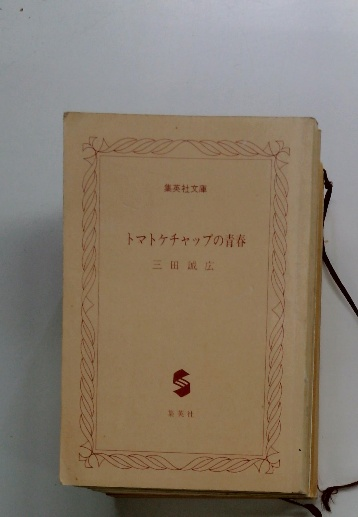 集英社文庫
トマトケチャップの青春
三田誠広
集英社